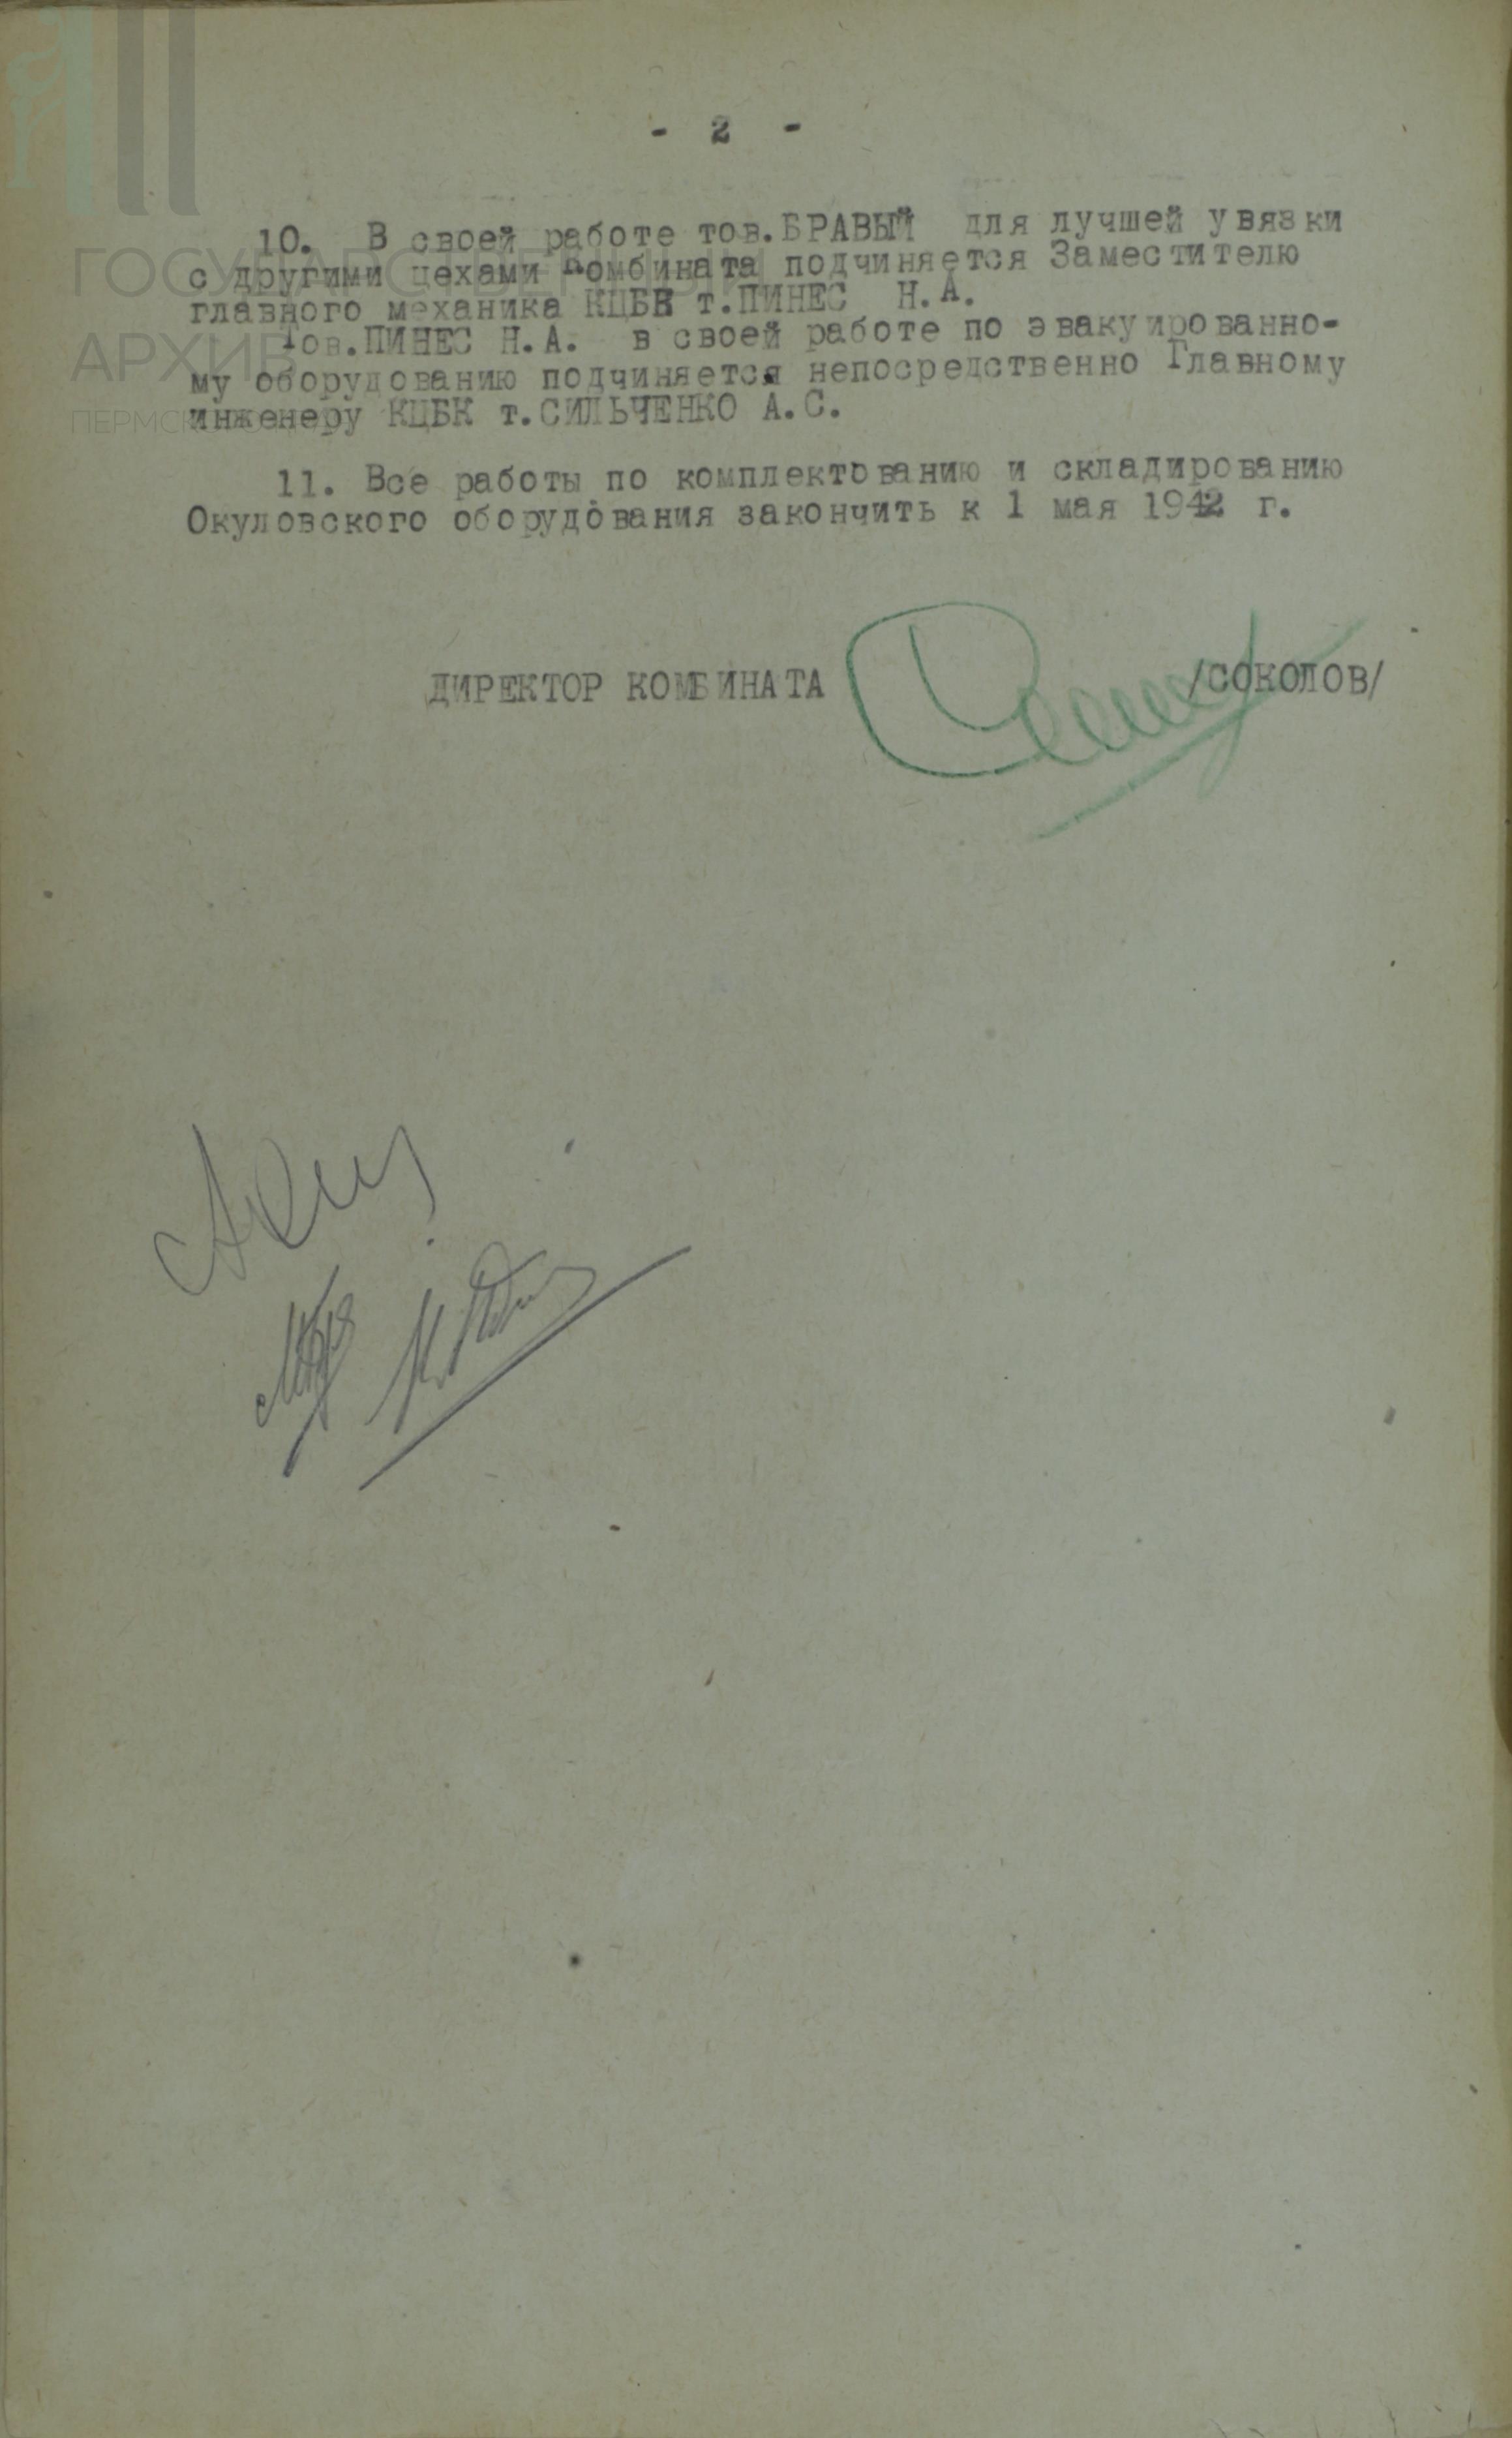 - 2 -
10. В своей работе тов.БРАВЫЙ для лучшей увязки
с другими цехами Комбината подчиняется Заместителю
главного механика КЦБК т.ПИНЕС Н.А.
Тов.ПИНЕС Н.А. в своей работе по эвакуированно-
му оборудованию подчиняется непосредственно Главному
инженеру КЦБК т.СИЛЬЧЕНКО А.С.
11. Все работы по комплектованию и складированию
Окуловского оборудования закончить к 1 мая 1942 г.
ДИРЕКТОР КОМБИНАТА /СОКОЛОВ/
ГОСУДАРСТВЕННЫЙ
АРХИВ